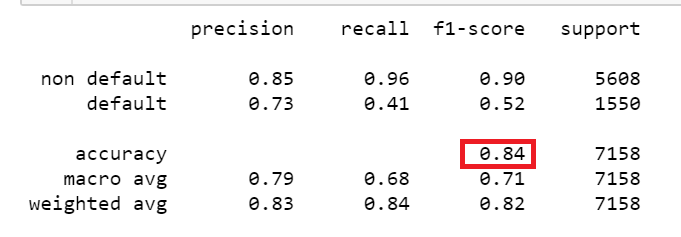 precision recall f1-score support
non default 0.85 0.96 0.90 5608
default 0.73 0.41 0.52 1550
accuracy 0.84 7158
macro avg 0.79 0.68 0.71 7158
weighted avg 0.83 0.84 0.82 7158